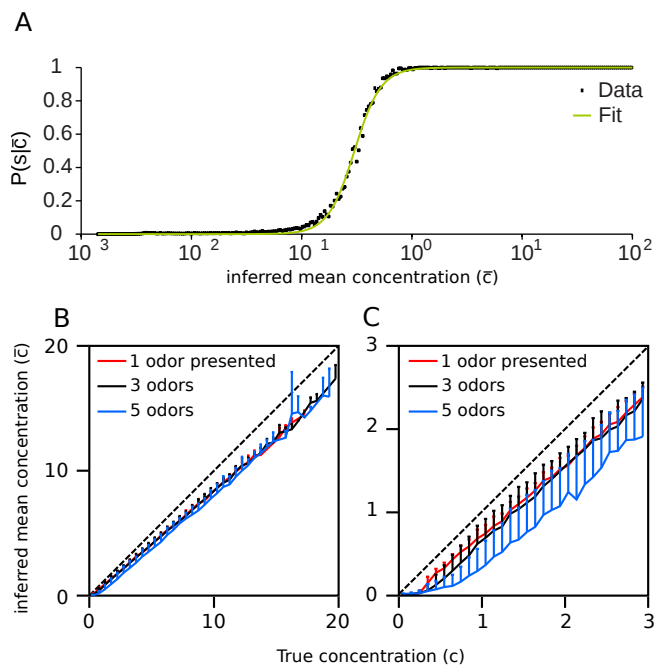 A
P(s|c̅)
1
0.8
0.6
0.4
0.2
0
Data
Fit
10 3
10 2
10 1
10 0
10 1
10 2
inferred mean concentration (c̅)
B
C
inferred mean concentration (c̅)
20
10
0
1 odor presented
3 odors
5 odors
0
10
20
3
2
1
0
1 odor presented
3 odors
5 odors
0
1
2
3
True concentration (c)